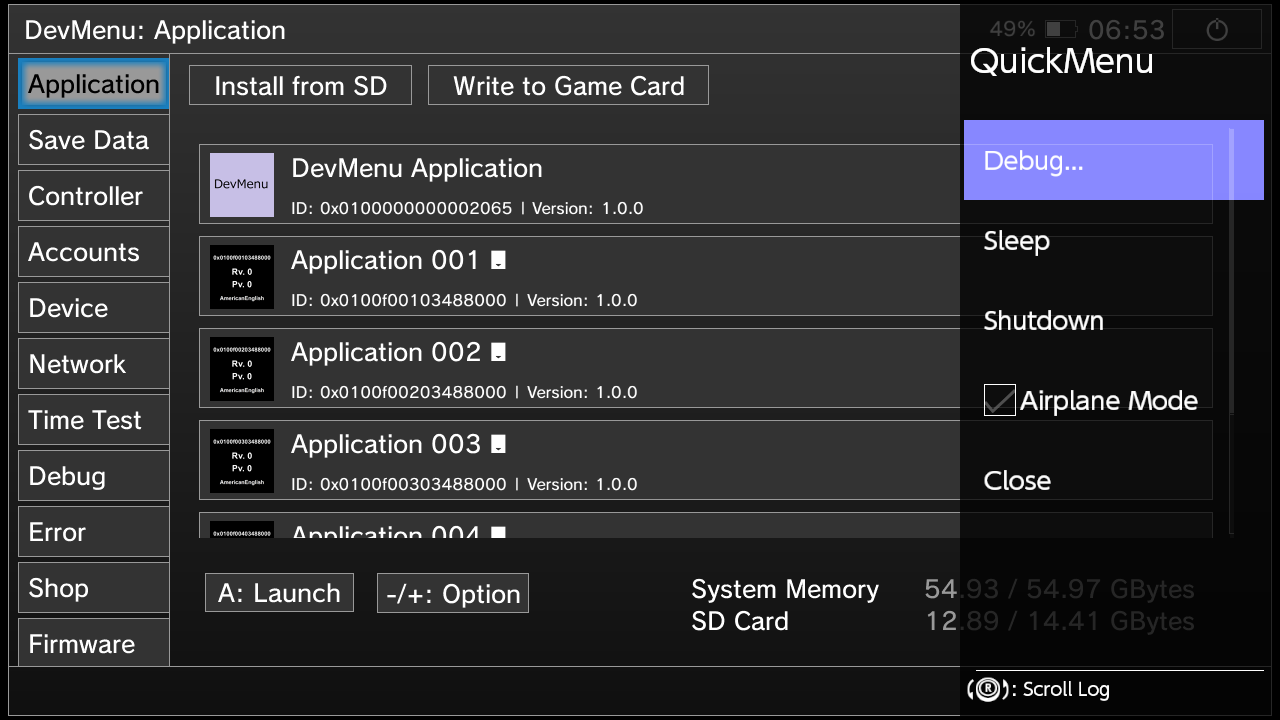 DevMenu: Application
49%
06:53
QuickMenu
Application
Save Data
Controller
Accounts
Device
Network
Time Test
Debug
Error
Shop
Firmware
Install from SD
Write to Game Card
DevMenu
DevMenu Application
ID: 0x0100000000002065 | Version: 1.0.0
0x0100f00103488000
Rv. 0
Pv. 0
AmericanEnglish
Application 001
ID: 0x0100f00103488000 | Version: 1.0.0
0x0100f00203488000
Rv. 0
Pv. 0
AmericanEnglish
Application 002
ID: 0x0100f00203488000 | Version: 1.0.0
0x0100f00303488000
Rv. 0
Pv. 0
AmericanEnglish
Application 003
ID: 0x0100f00303488000 | Version: 1.0.0
0x0100f00403488000
Application 004
A: Launch
-/+: Option
System Memory 54.93 / 54.97 GBytes
SD Card 12.89 / 14.41 GBytes
Debug...
Sleep
Shutdown
Airplane Mode
Close
R : Scroll Log